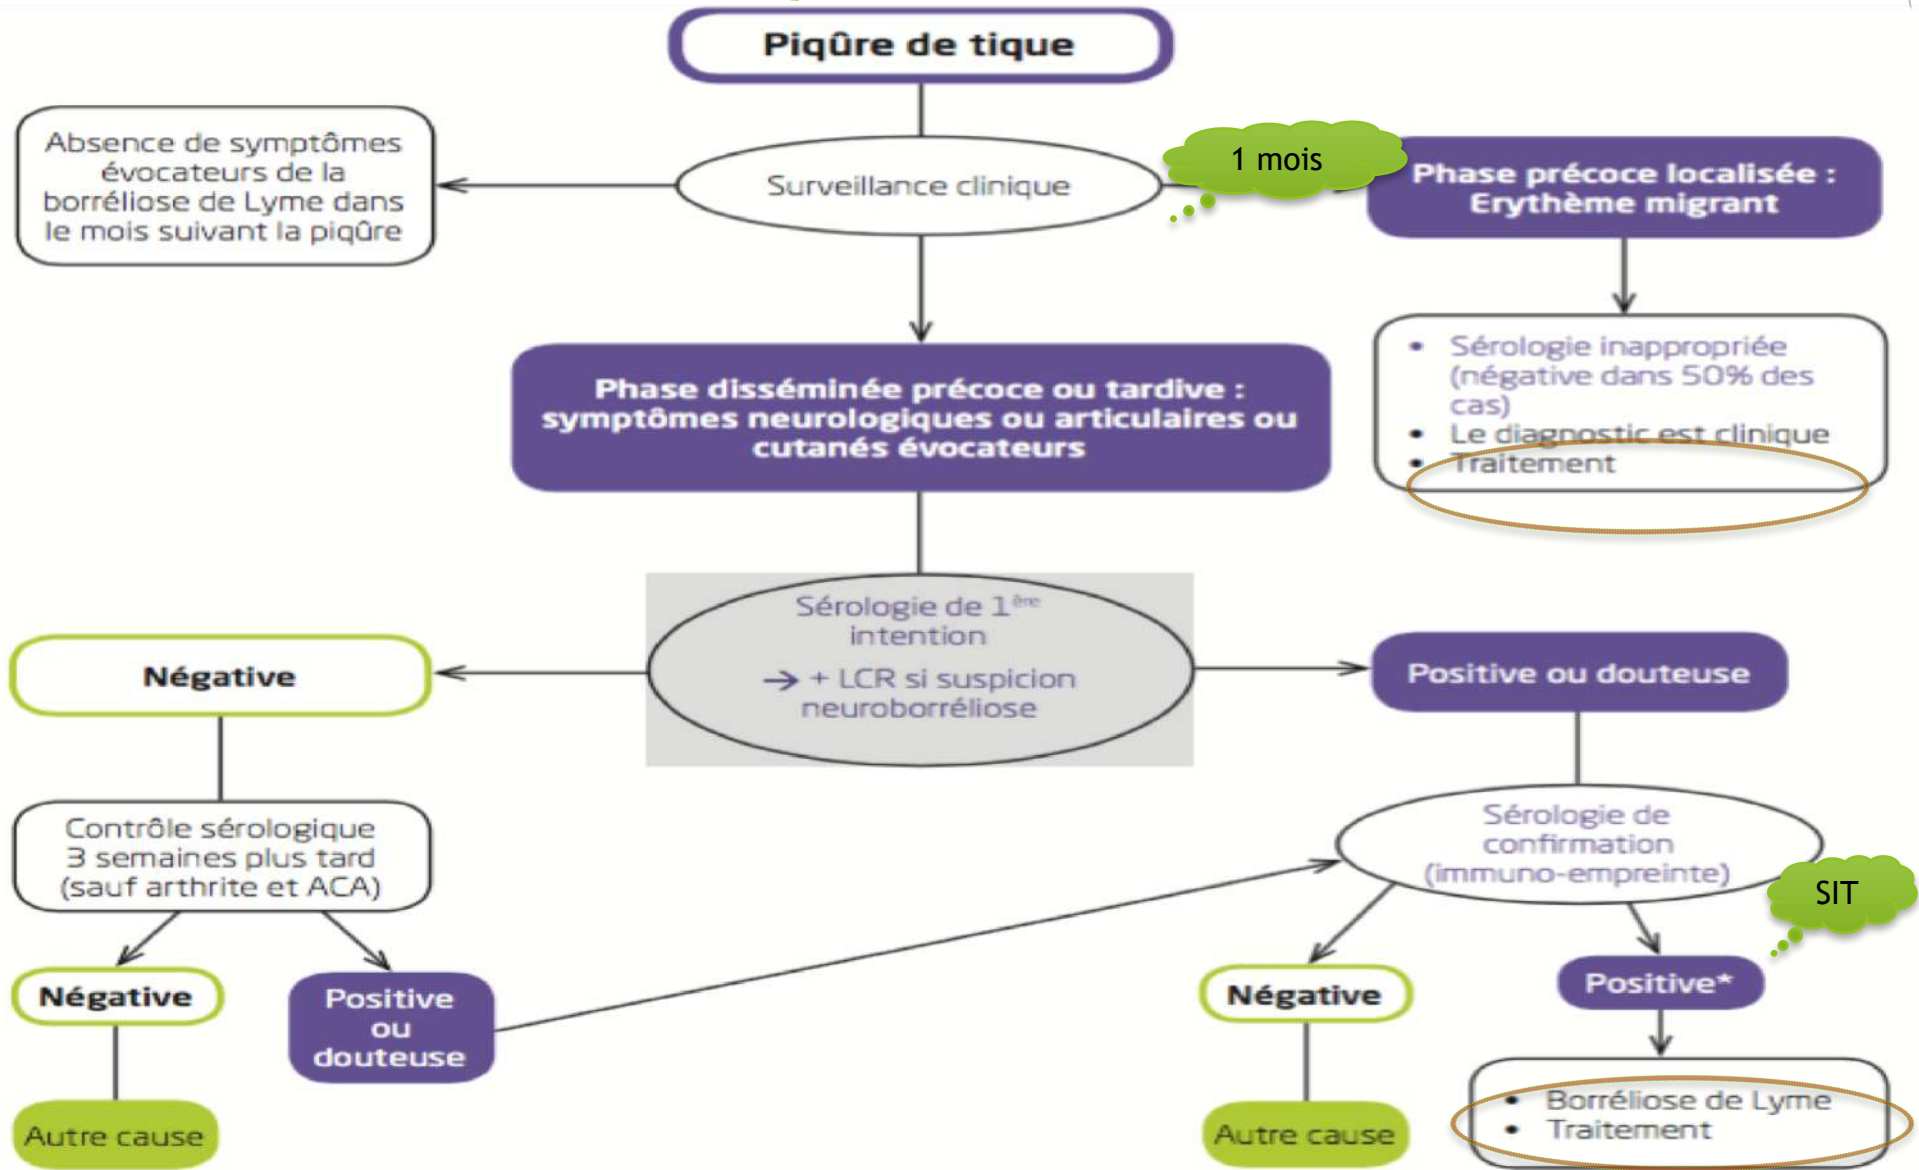 Piqûre de tique
Absence de symptômes
évocateurs de la
borréliose de Lyme dans
le mois suivant la piqûre
Surveillance clinique
1 mois
Phase précoce localisée :
Erythème migrant
• Sérologie inappropriée
(négative dans 50% des
cas)
• Le diagnostic est clinique
• Traitement
Phase disséminée précoce ou tardive :
symptômes neurologiques ou articulaires ou
cutanés évocateurs
Sérologie de 1ère
intention
→ + LCR si suspicion
neuroborréliose
Négative
Positive ou douteuse
Contrôle sérologique
3 semaines plus tard
(sauf arthrite et ACA)
Sérologie de
confirmation
(immuno-empreinte)
SIT
Négative
Positive
ou
douteuse
Négative
Positive*
Autre cause
Autre cause
• Borréliose de Lyme
• Traitement